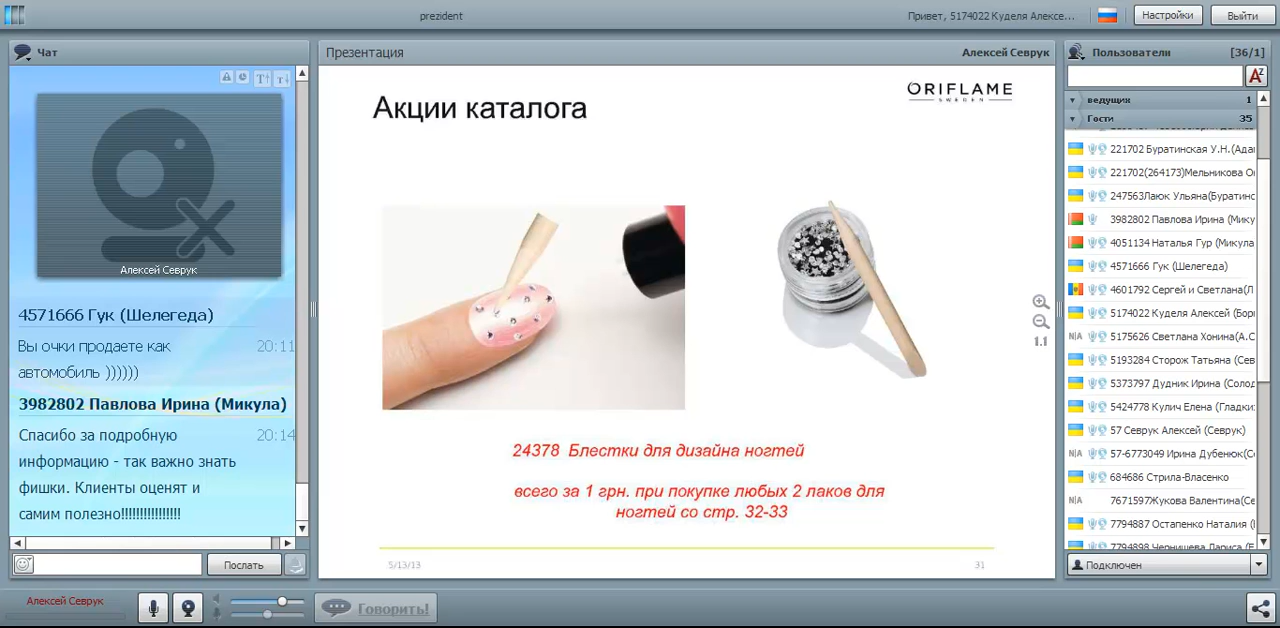 prezident
Привет, 5174022 Куделя Алексе...
Настройки
Выйти
Чат
Алексей Севрук
4571666 Гук (Шелегеда)
Вы очки продаете как 20:11
автомобиль ))))))
3982802 Павлова Ирина (Микула)
Спасибо за подробную 20:14
информацию - так важно знать
фишки. Клиенты оценят и
самим полезно!!!!!!!!!!!!!!!!
Послать
Презентация
Алексей Севрук
ORIFLAME
SWEDEN
Акции каталога
1.1
24378 Блестки для дизайна ногтей
всего за 1 грн. при покупке любых 2 лаков для
ногтей со стр. 32-33
5/13/13
31
Пользователи [36/1]
ведущих 1
Гости 35
221702 Буратинская У.Н.(Ада
221702(264173)Мельникова О
247563Лаюк Ульяна(Буратинс
3982802 Павлова Ирина (Мику
4051134 Наталья Гур (Микула
4571666 Гук (Шелегеда)
4601792 Сергей и Светлана(Л
5174022 Куделя Алексей (Бор
N/A 5175626 Светлана Хонина(А.С
5193284 Сторож Татьяна (Сев
5373797 Дудник Ирина (Солод
5424778 Кулич Елена (Гладки
57 Севрук Алексей (Севрук)
N/A 57-6773049 Ирина Дубенюк(Се
684686 Стрила-Власенко
N/A 7671597Жукова Валентина(Се
7794887 Остапенко Наталия (
7794898 Чернишева Лариса (Е
Подключен
Алексей Севрук
Говорить!